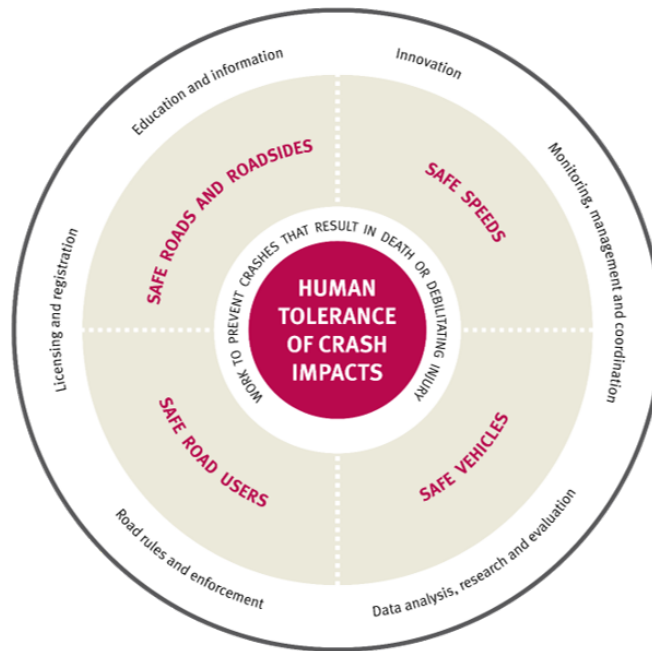 Education and information
Innovation
Monitoring, management and coordination
Data analysis, research and evaluation
Road rules and enforcement
Licensing and registration
SAFE ROADS AND ROADSIDES
SAFE SPEEDS
SAFE VEHICLES
SAFE ROAD USERS
WORK TO PREVENT CRASHES THAT RESULT IN DEATH OR DEBILITATING INJURY
HUMAN
TOLERANCE
OF CRASH
IMPACTS